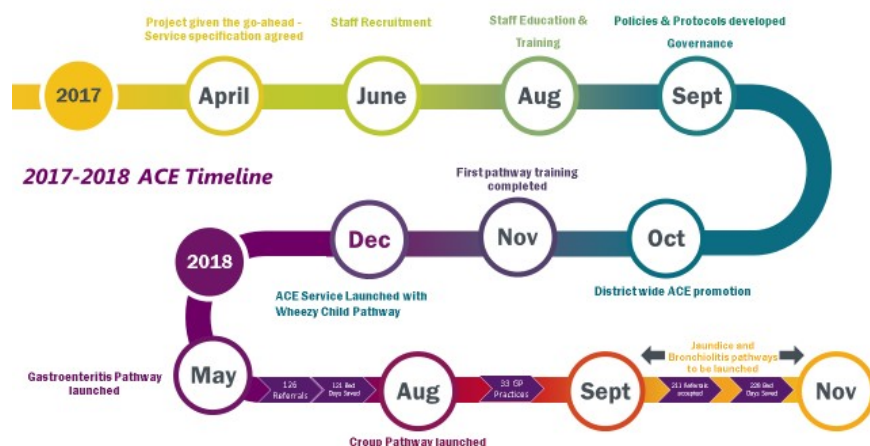 Project given the go-ahead -
Service specification agreed
Staff Recruitment
Staff Education &
Training
Policies & Protocols developed
Governance
2017
April
June
Aug
Sept
2017-2018 ACE Timeline
First pathway training
completed
2018
Dec
Nov
Oct
ACE Service Launched with
Wheezy Child Pathway
District wide ACE promotion
Jaundice and
Bronchiolitis pathways
to be launched
Gastroenteritis Pathway
launched
May
126
Referrals
121 Bed
Days Saved
Aug
33 GP
Practices
Sept
211 Referrals
accepted
228 Bed
Days Saved
Nov
Croup Pathway launched